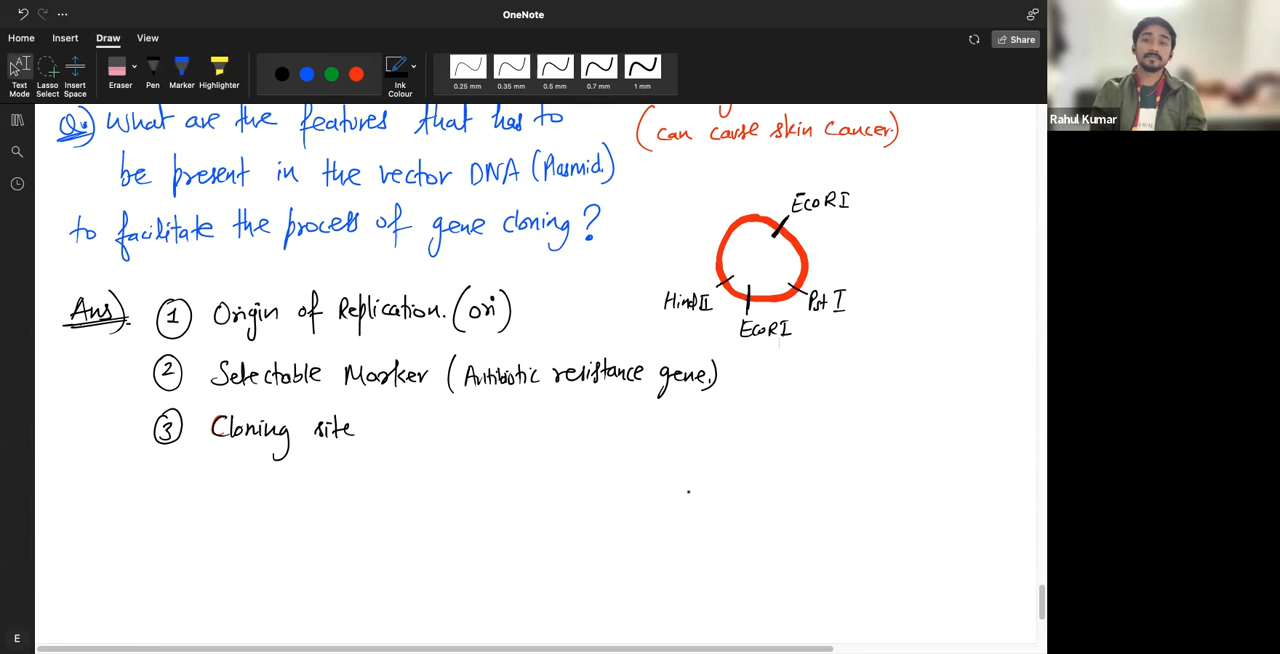 OneNote
Home Insert Draw View
Share
Text Mode
Lasso Select
Insert Space
Eraser
Pen
Marker
Highlighter
Ink Colour
0.25 mm 0.35 mm 0.5 mm 0.7 mm 1 mm
Rahul Kumar
Qu) What are the features that has to
be present in the vector DNA (Plasmid)
to facilitate the process of gene cloning?
(can cause skin cancer)
EcoRI
Hind II
Pst I
EcoRI
Ans). 1 Origin of Replication. (ori)
2 Selectable Marker (Antibiotic resistance gene.)
3 Cloning site
E